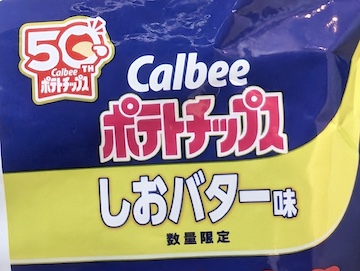 50TH
Calbee
ポテトチップス
Calbee
ポテトチップス
しおバター味
数量限定